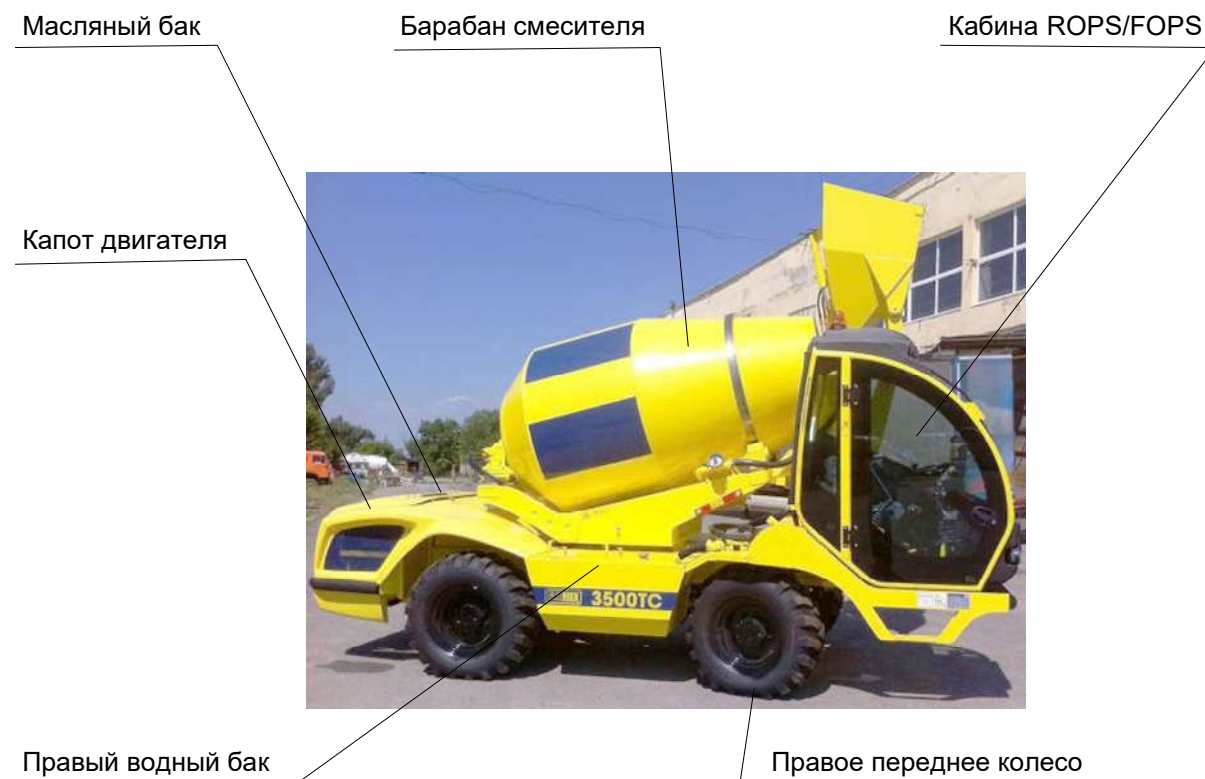 Масляный бак
Барабан смесителя
Кабина ROPS/FOPS
Капот двигателя
3500TC
Правый водный бак
Правое переднее колесо